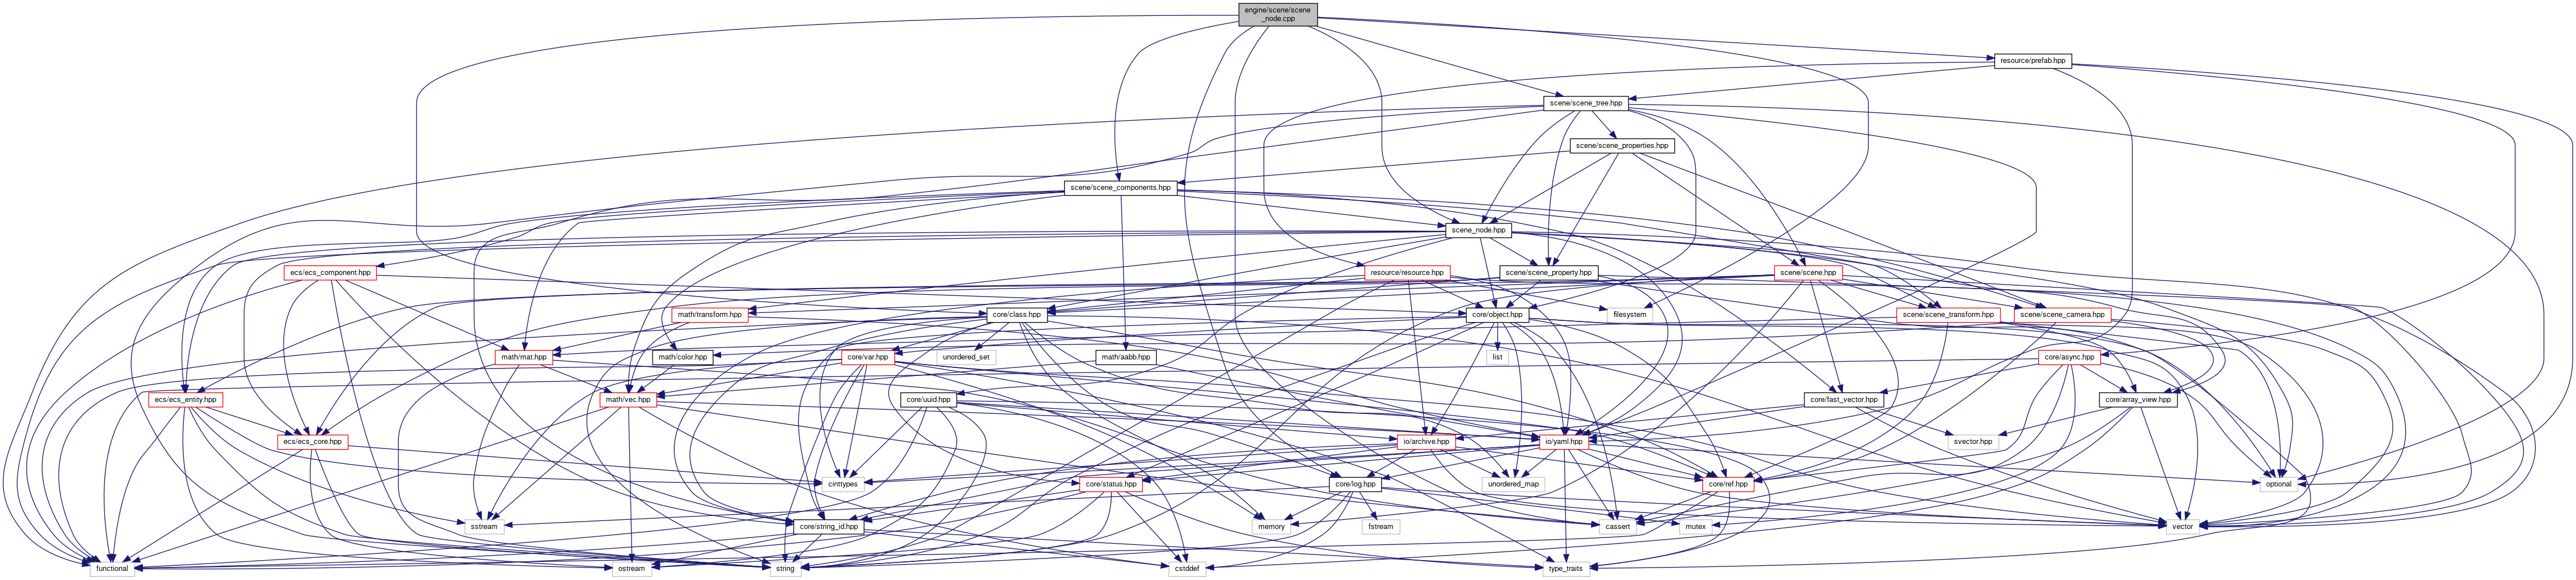 engine/scene/scene
_node.cpp
resource/prefab.hpp
scene/scene_tree.hpp
scene/scene_properties.hpp
scene/scene_components.hpp
scene_node.hpp
ecs/ecs_component.hpp
resource/resource.hpp
scene/scene_property.hpp
scene/scene.hpp
math/transform.hpp
core/class.hpp
core/object.hpp
filesystem
scene/scene_transform.hpp
scene/scene_camera.hpp
math/mat.hpp
math/color.hpp
core/var.hpp
unordered_set
math/aabb.hpp
list
core/async.hpp
ecs/ecs_entity.hpp
math/vec.hpp
core/uuid.hpp
core/fast_vector.hpp
core/array_view.hpp
ecs/ecs_core.hpp
io/archive.hpp
io/yaml.hpp
svector.hpp
cinttypes
core/status.hpp
core/log.hpp
unordered_map
core/ref.hpp
optional
sstream
core/string_id.hpp
memory
fstream
cassert
mutex
vector
functional
ostream
string
cstddef
type_traits